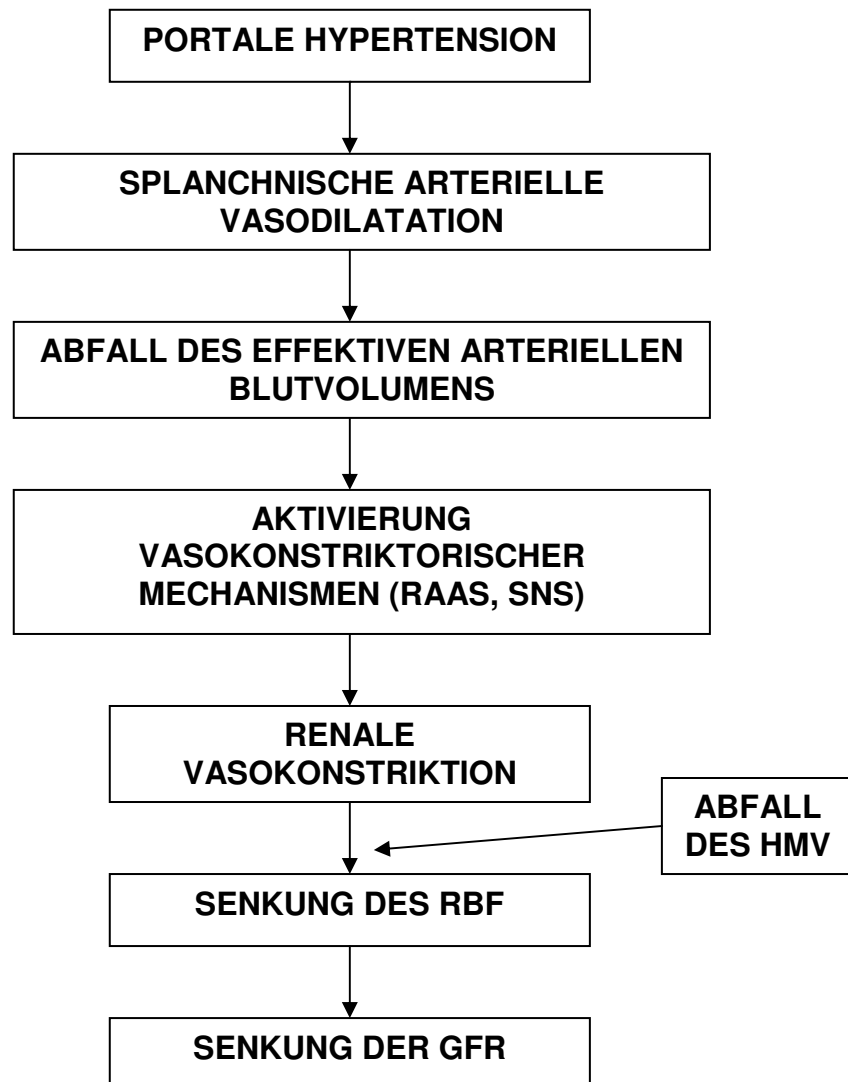 PORTALE HYPERTENSION
SPLANCHNISCHE ARTERIELLE
VASODILATATION
ABFALL DES EFFEKTIVEN ARTERIELLEN
BLUTVOLUMENS
AKTIVIERUNG
VASOKONSTRIKTORISCHER
MECHANISMEN (RAAS, SNS)
RENALE
VASOKONSTRIKTION
ABFALL
DES HMV
SENKUNG DES RBF
SENKUNG DER GFR